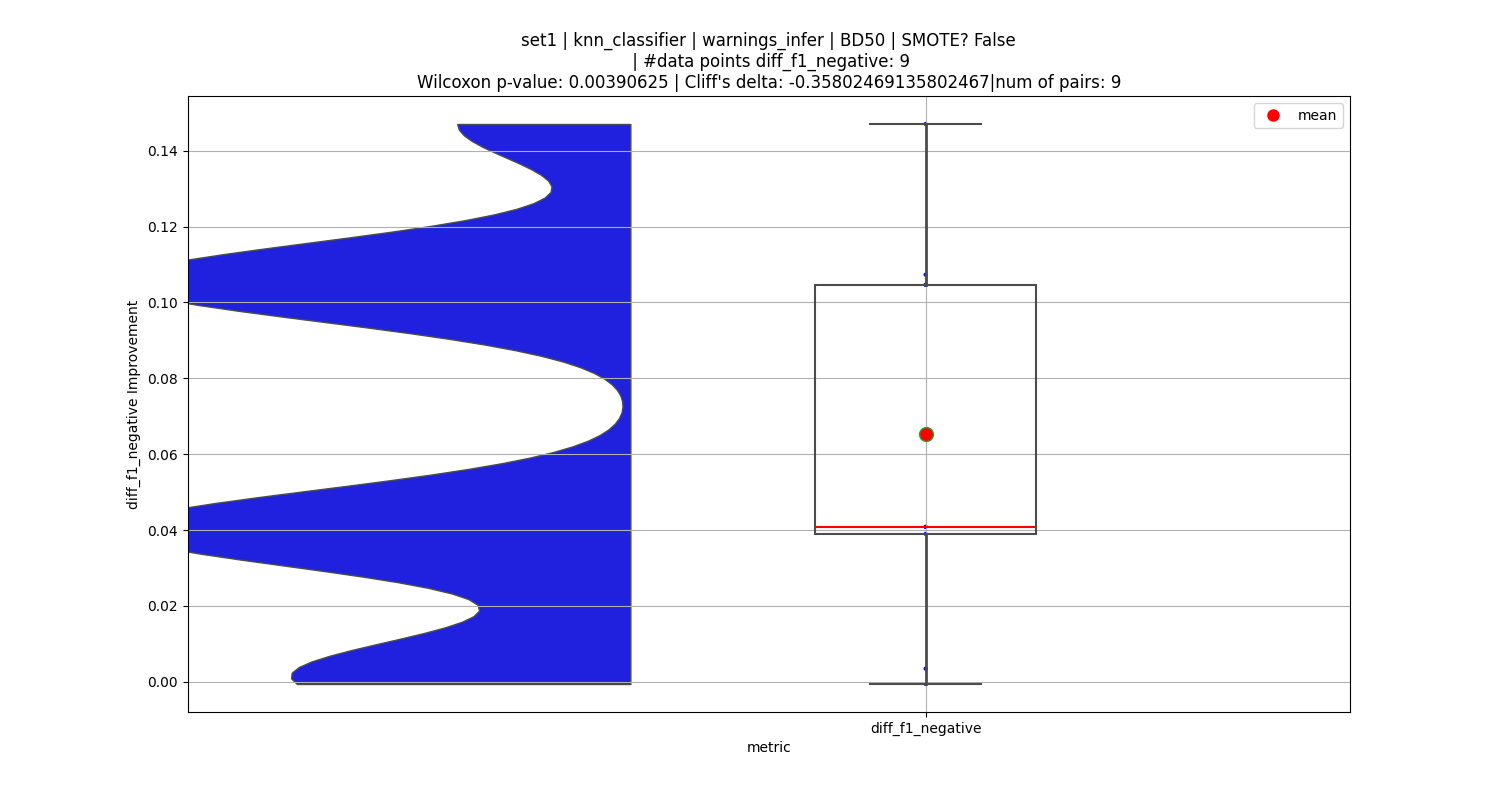 set1 | knn_classifier | warnings_infer | BD50 | SMOTE? False
| #data points diff_f1_negative: 9
Wilcoxon p-value: 0.00390625 | Cliff's delta: -0.35802469135802467|num of pairs: 9
mean
0.14
0.12
0.10
0.08
0.06
0.04
0.02
0.00
diff_f1_negative Improvement
diff_f1_negative
metric